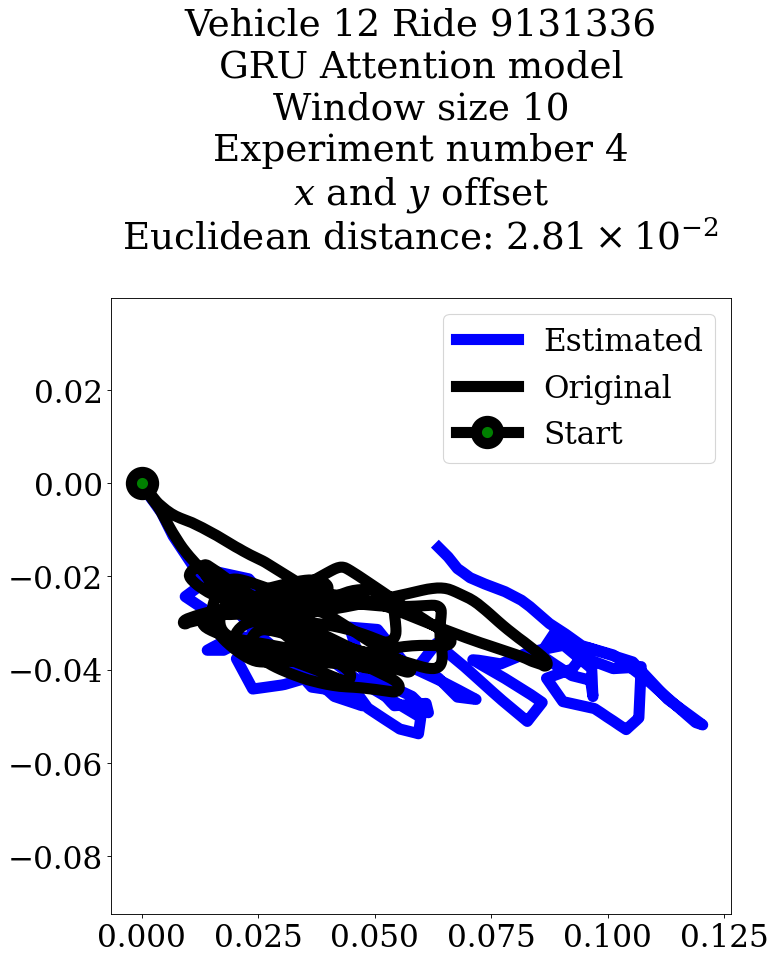 Vehicle 12 Ride 9131336
GRU Attention model
Window size 10
Experiment number 4
x and y offset
Euclidean distance: 2.81 × 10⁻²
Estimated
Original
Start
0.02
0.00
−0.02
−0.04
−0.06
−0.08
0.000 0.025 0.050 0.075 0.100 0.125